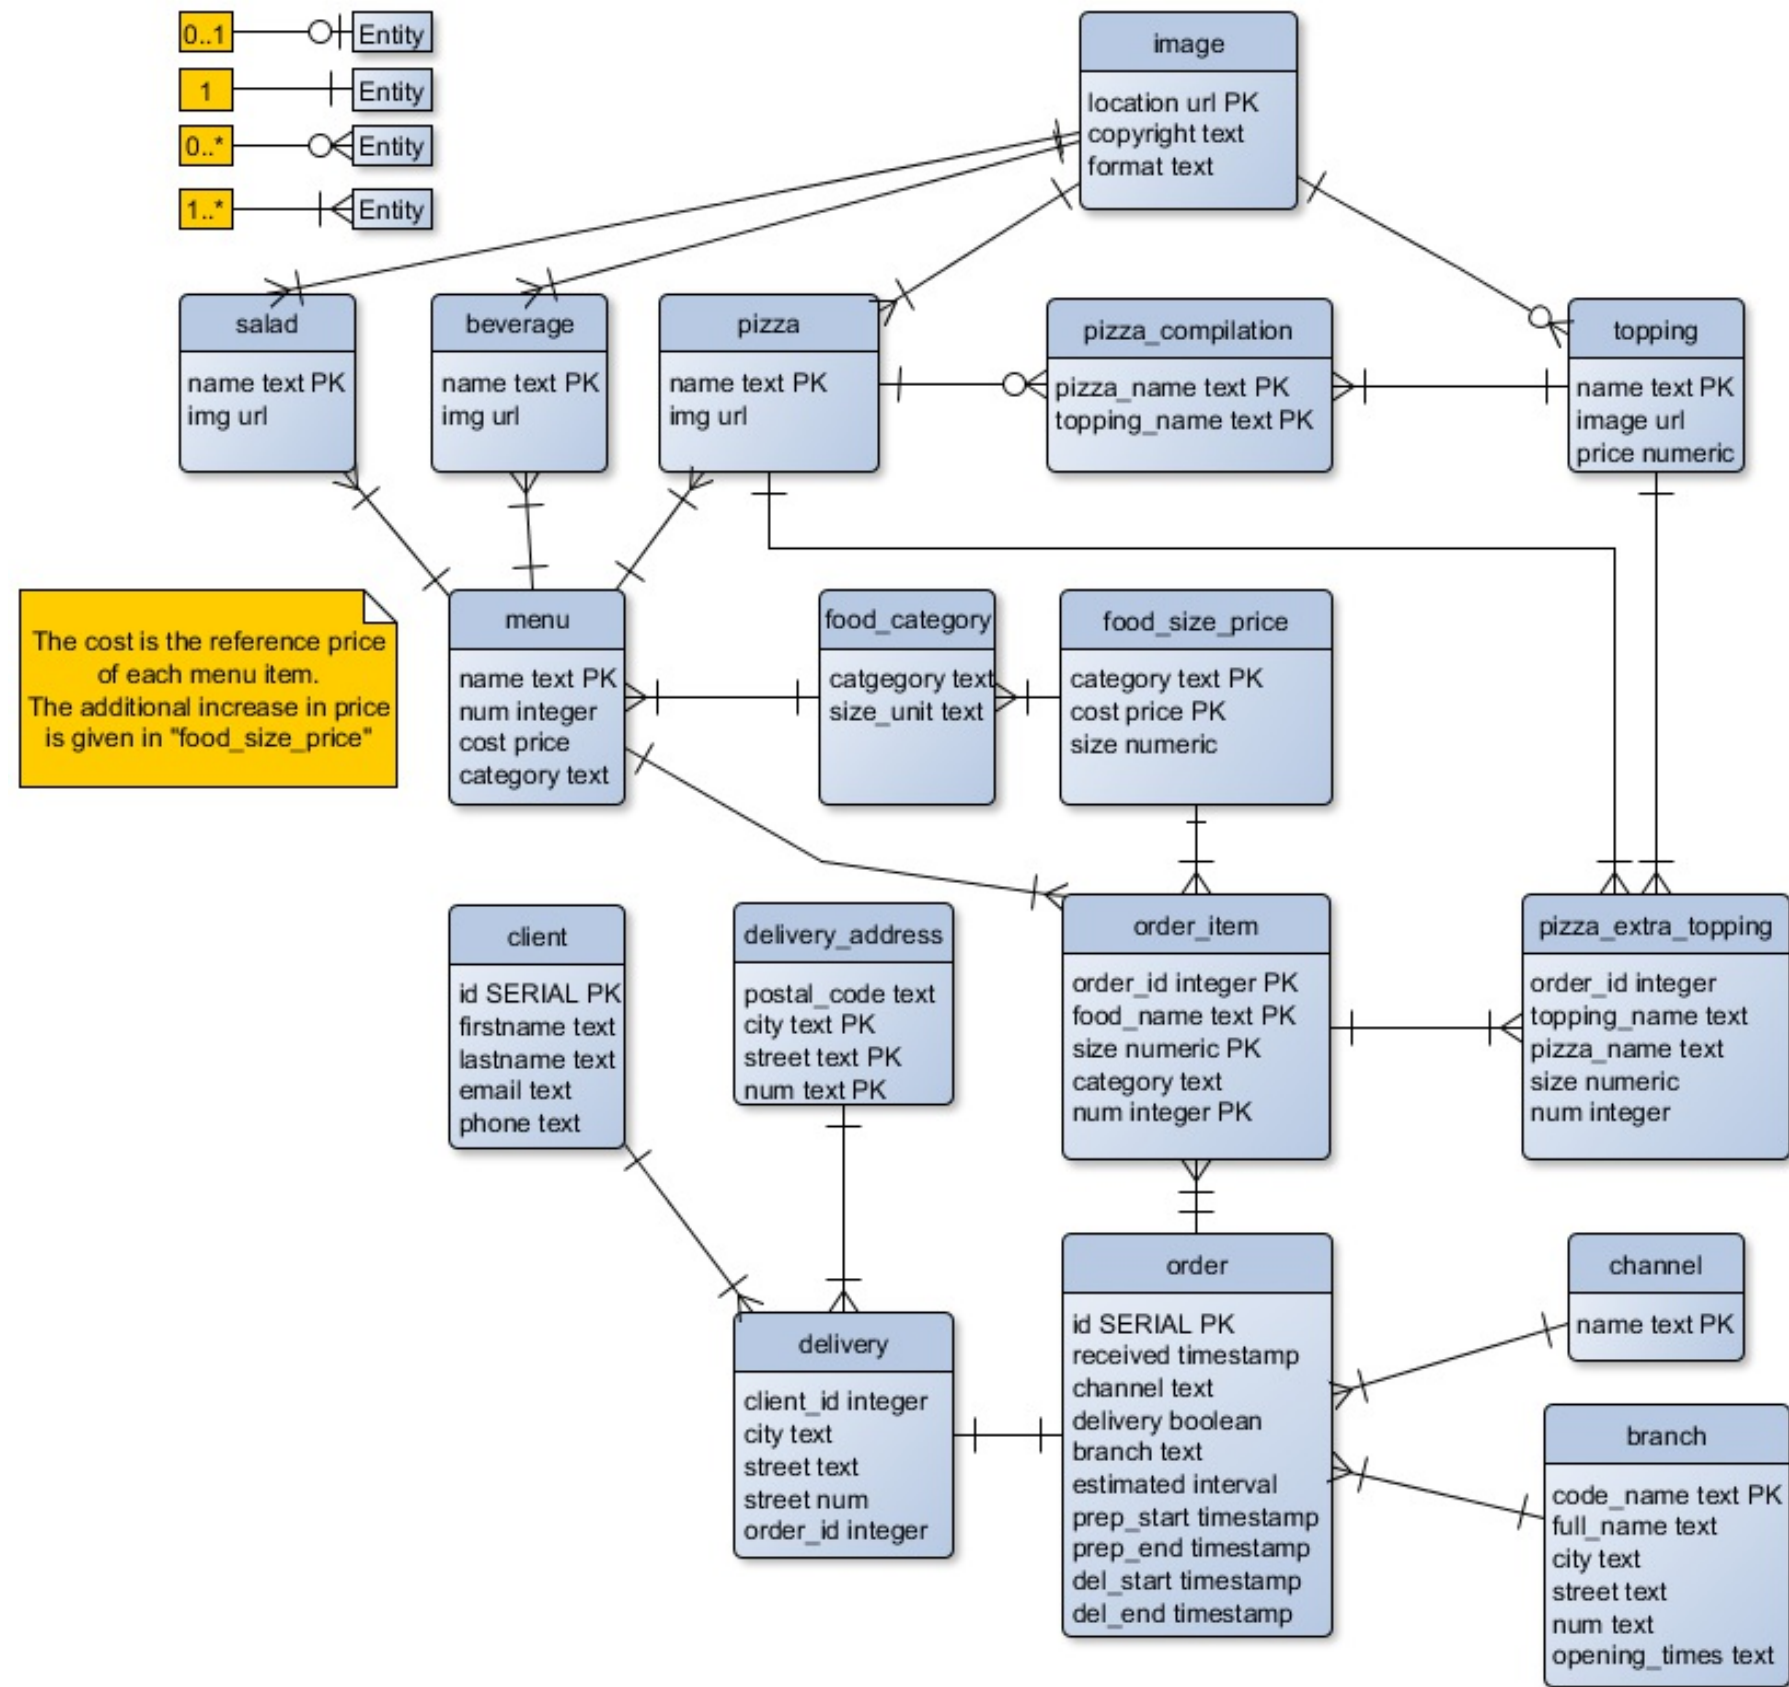 0..1
Entity
1
Entity
0..*
Entity
1..*
Entity
image
location url PK
copyright text
format text
salad
name text PK
img url
beverage
name text PK
img url
pizza
name text PK
img url
pizza_compilation
pizza_name text PK
topping_name text PK
topping
name text PK
image url
price numeric
The cost is the reference price
of each menu item.
The additional increase in price
is given in "food_size_price"
menu
name text PK
num integer
cost price
category text
food_category
catgegory text
size_unit text
food_size_price
category text PK
cost price PK
size numeric
client
id SERIAL PK
firstname text
lastname text
email text
phone text
delivery_address
postal_code text
city text PK
street text PK
num text PK
order_item
order_id integer PK
food_name text PK
size numeric PK
category text
num integer PK
pizza_extra_topping
order_id integer
topping_name text
pizza_name text
size numeric
num integer
delivery
client_id integer
city text
street text
street num
order_id integer
order
id SERIAL PK
received timestamp
channel text
delivery boolean
branch text
estimated interval
prep_start timestamp
prep_end timestamp
del_start timestamp
del_end timestamp
channel
name text PK
branch
code_name text PK
full_name text
city text
street text
num text
opening_times text